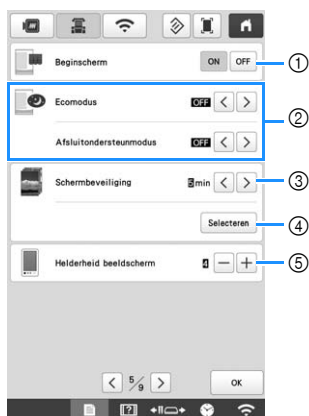 Beginscherm ON OFF ①
Ecomodus OFF < >
②
Afsluitondersteunmodus OFF < >
Schermbeveiliging 5min < > ③
Selecteren ④
Helderheid beeldscherm 4 − + ⑤
< 5/9 > OK